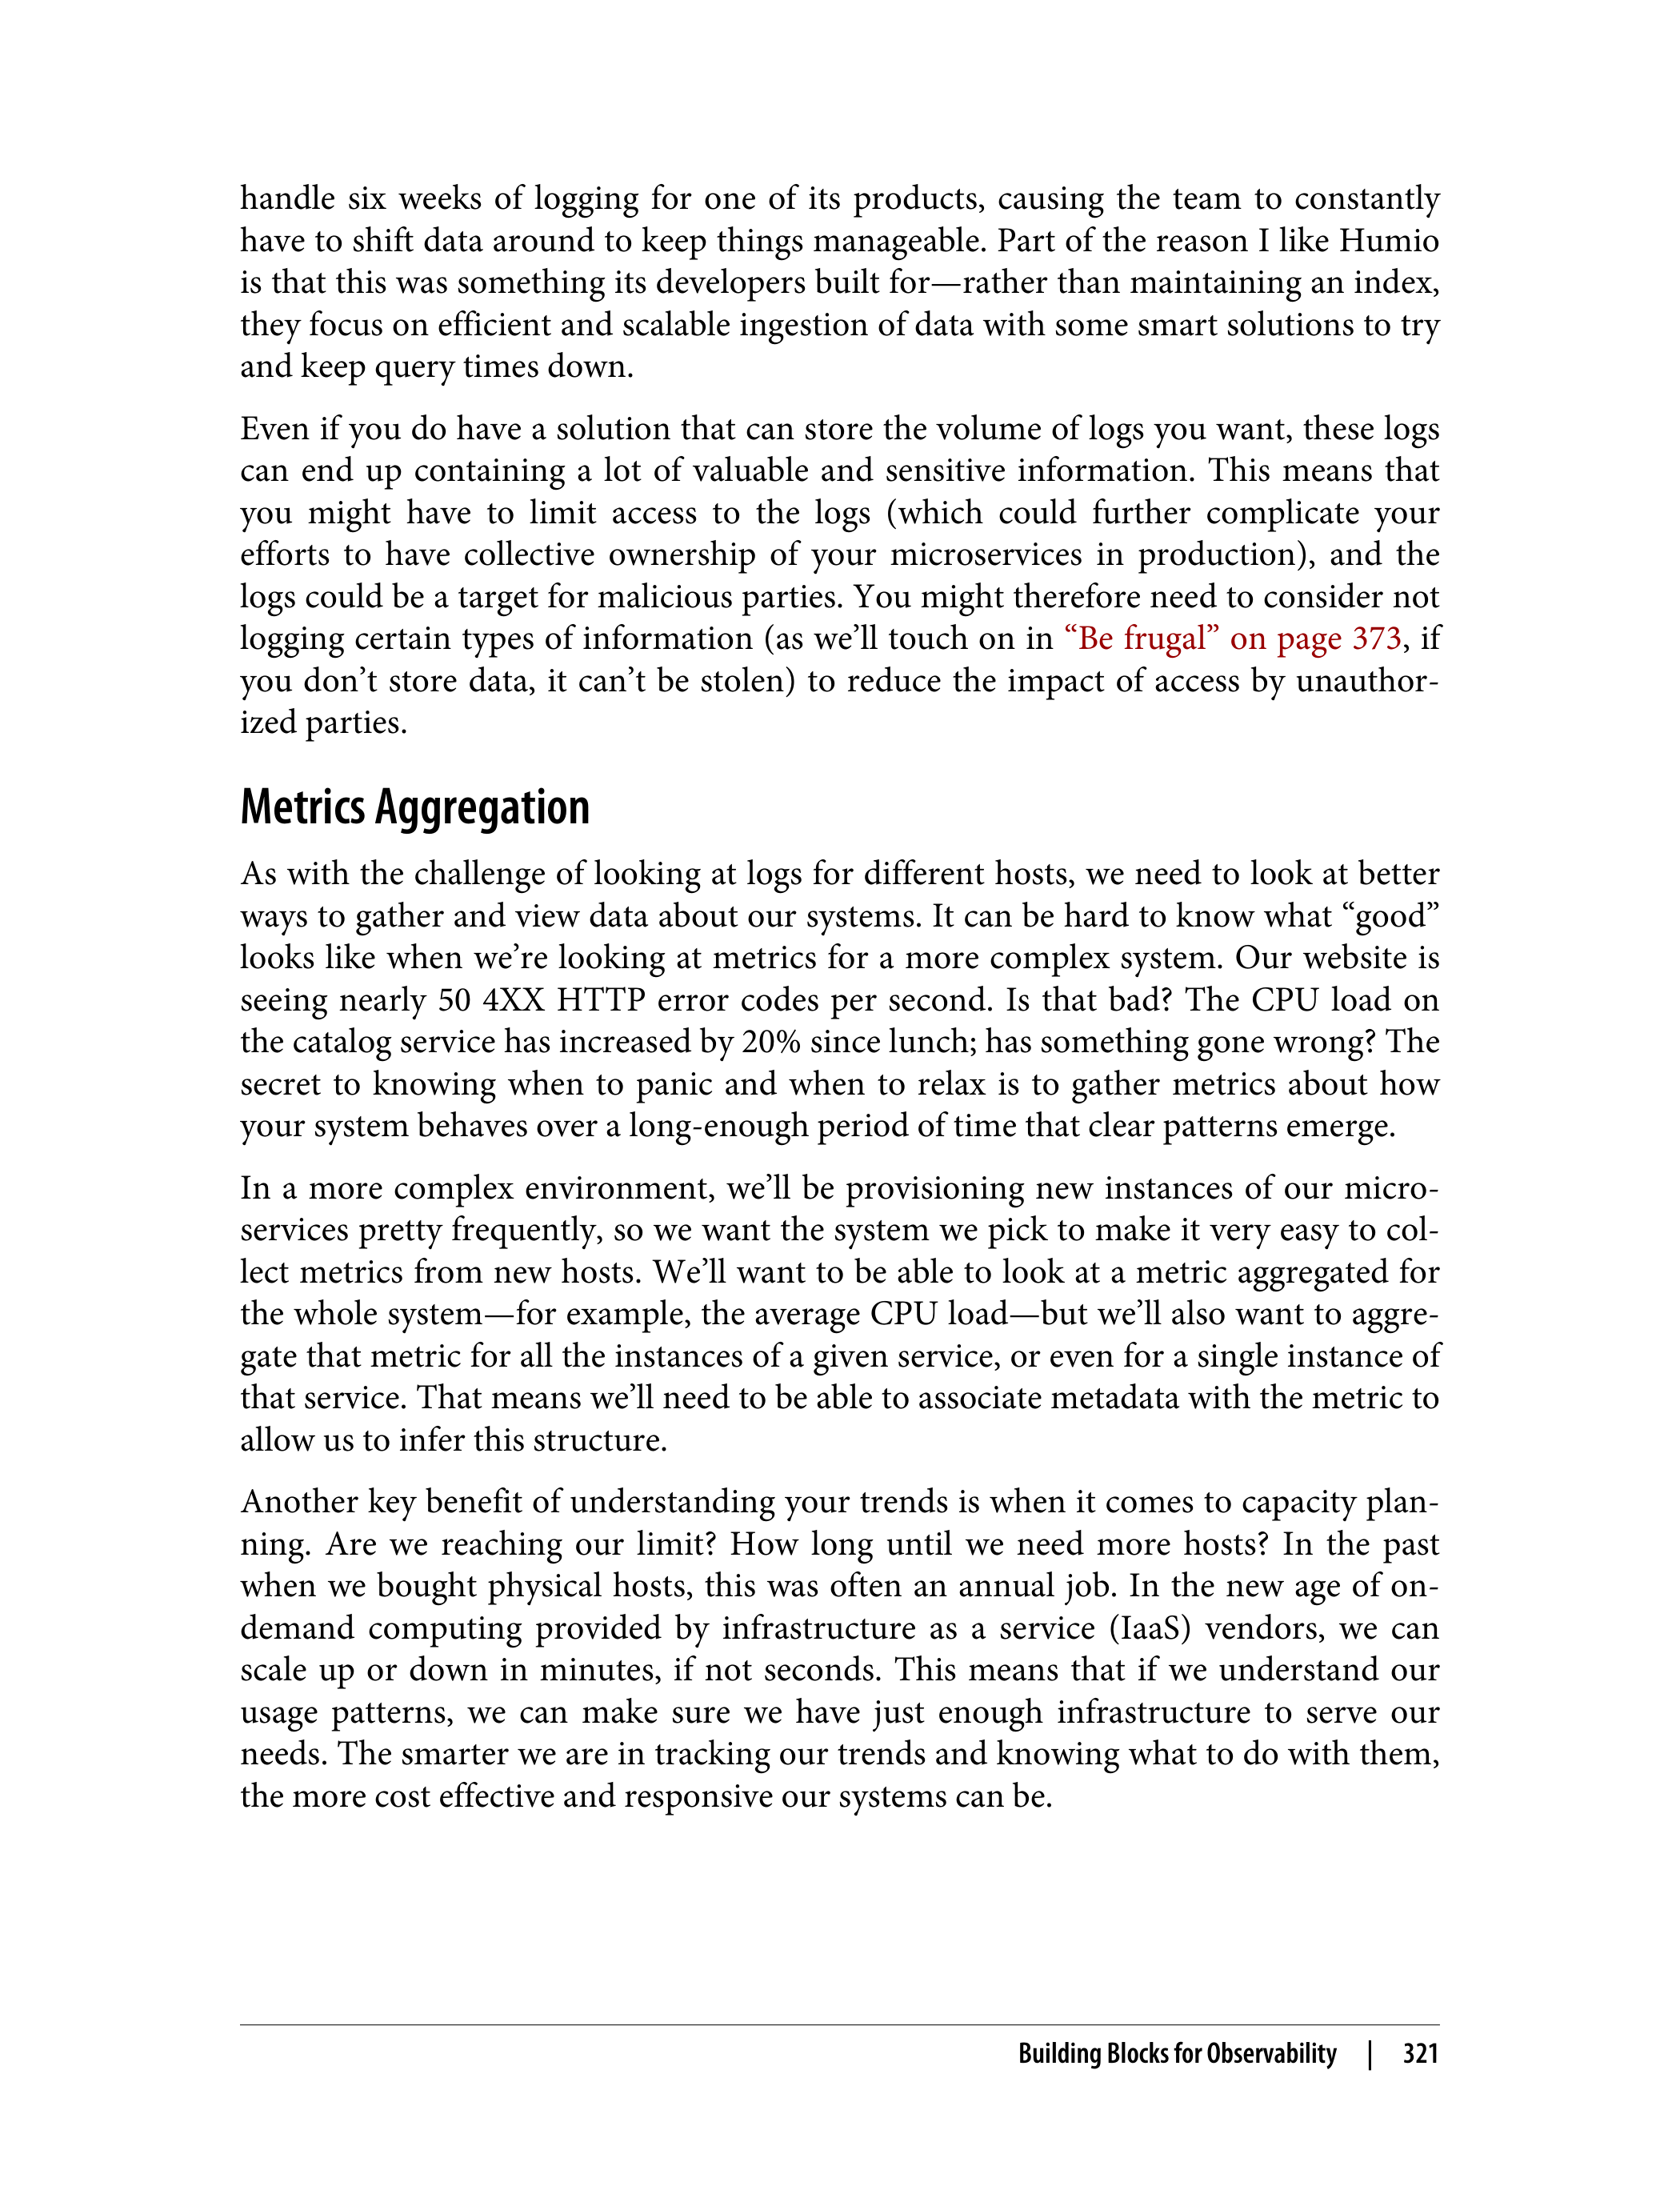 handle six weeks of logging for one of its products, causing the team to constantly
have to shift data around to keep things manageable. Part of the reason I like Humio
is that this was something its developers built for—rather than maintaining an index,
they focus on efficient and scalable ingestion of data with some smart solutions to try
and keep query times down.
Even if you do have a solution that can store the volume of logs you want, these logs
can end up containing a lot of valuable and sensitive information. This means that
you might have to limit access to the logs (which could further complicate your
efforts to have collective ownership of your microservices in production), and the
logs could be a target for malicious parties. You might therefore need to consider not
logging certain types of information (as we’ll touch on in “Be frugal” on page 373, if
you don’t store data, it can’t be stolen) to reduce the impact of access by unauthor-
ized parties.
Metrics Aggregation
As with the challenge of looking at logs for different hosts, we need to look at better
ways to gather and view data about our systems. It can be hard to know what “good”
looks like when we’re looking at metrics for a more complex system. Our website is
seeing nearly 50 4XX HTTP error codes per second. Is that bad? The CPU load on
the catalog service has increased by 20% since lunch; has something gone wrong? The
secret to knowing when to panic and when to relax is to gather metrics about how
your system behaves over a long-enough period of time that clear patterns emerge.
In a more complex environment, we’ll be provisioning new instances of our micro-
services pretty frequently, so we want the system we pick to make it very easy to col-
lect metrics from new hosts. We’ll want to be able to look at a metric aggregated for
the whole system—for example, the average CPU load—but we’ll also want to aggre-
gate that metric for all the instances of a given service, or even for a single instance of
that service. That means we’ll need to be able to associate metadata with the metric to
allow us to infer this structure.
Another key benefit of understanding your trends is when it comes to capacity plan-
ning. Are we reaching our limit? How long until we need more hosts? In the past
when we bought physical hosts, this was often an annual job. In the new age of on-
demand computing provided by infrastructure as a service (IaaS) vendors, we can
scale up or down in minutes, if not seconds. This means that if we understand our
usage patterns, we can make sure we have just enough infrastructure to serve our
needs. The smarter we are in tracking our trends and knowing what to do with them,
the more cost effective and responsive our systems can be.
Building Blocks for Observability | 321